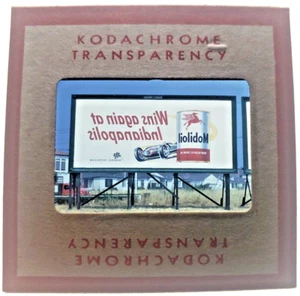 KODACHROME
TRANSPARENCY
Wins again at
Indianapolis
Mobiloil
KODACHROME
TRANSPARENCY